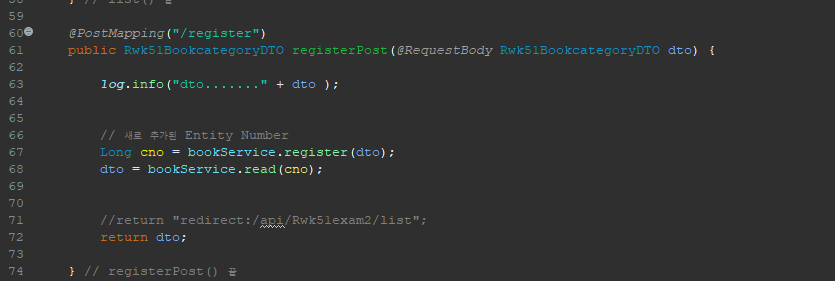 } // list() 끝
59
60 @PostMapping("/register")
61 public Rwk51BookcategoryDTO registerPost(@RequestBody Rwk51BookcategoryDTO dto) {
62
63 log.info("dto......." + dto );
64
65
66 // 새로 추가된 Entity Number
67 Long cno = bookService.register(dto);
68 dto = bookService.read(cno);
69
70
71 //return "redirect:/api/Rwk51exam2/list";
72 return dto;
73
74 } // registerPost() 끝